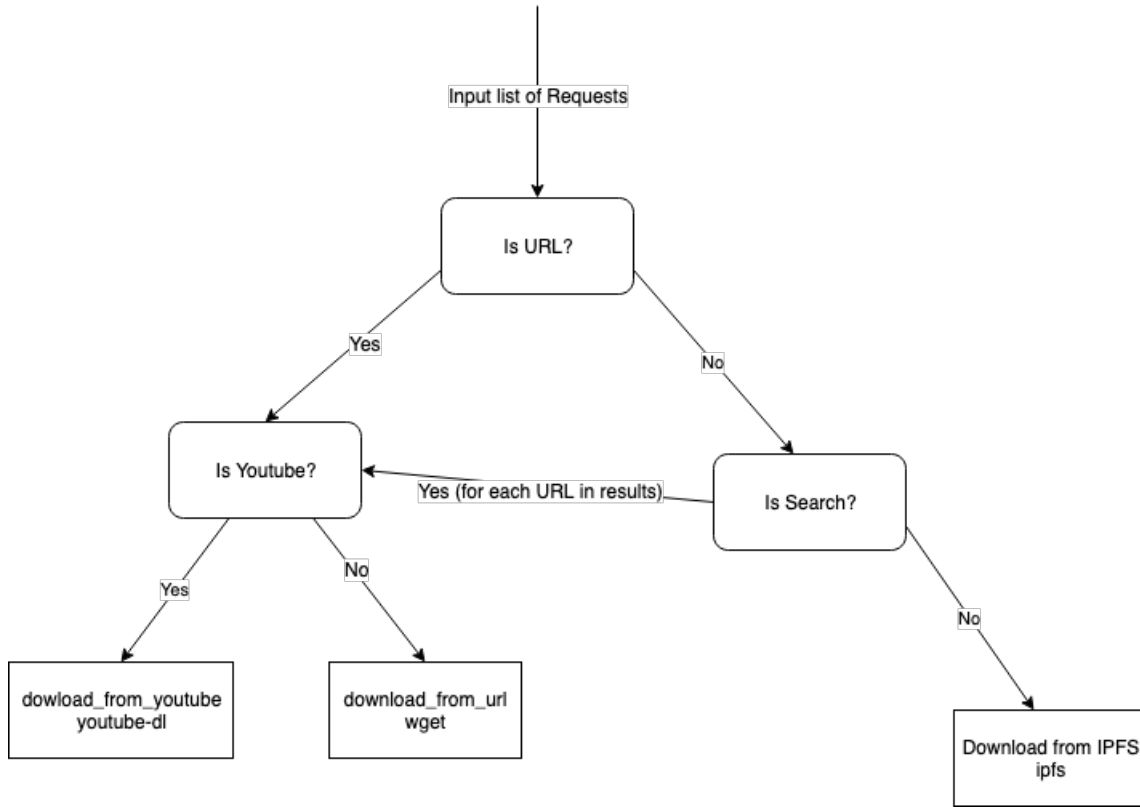 Input list of Requests
Is URL?
Yes
No
Is Youtube?
Yes (for each URL in results)
Is Search?
Yes
No
No
dowload_from_youtube
youtube-dl
download_from_url
wget
Download from IPFS
ipfs